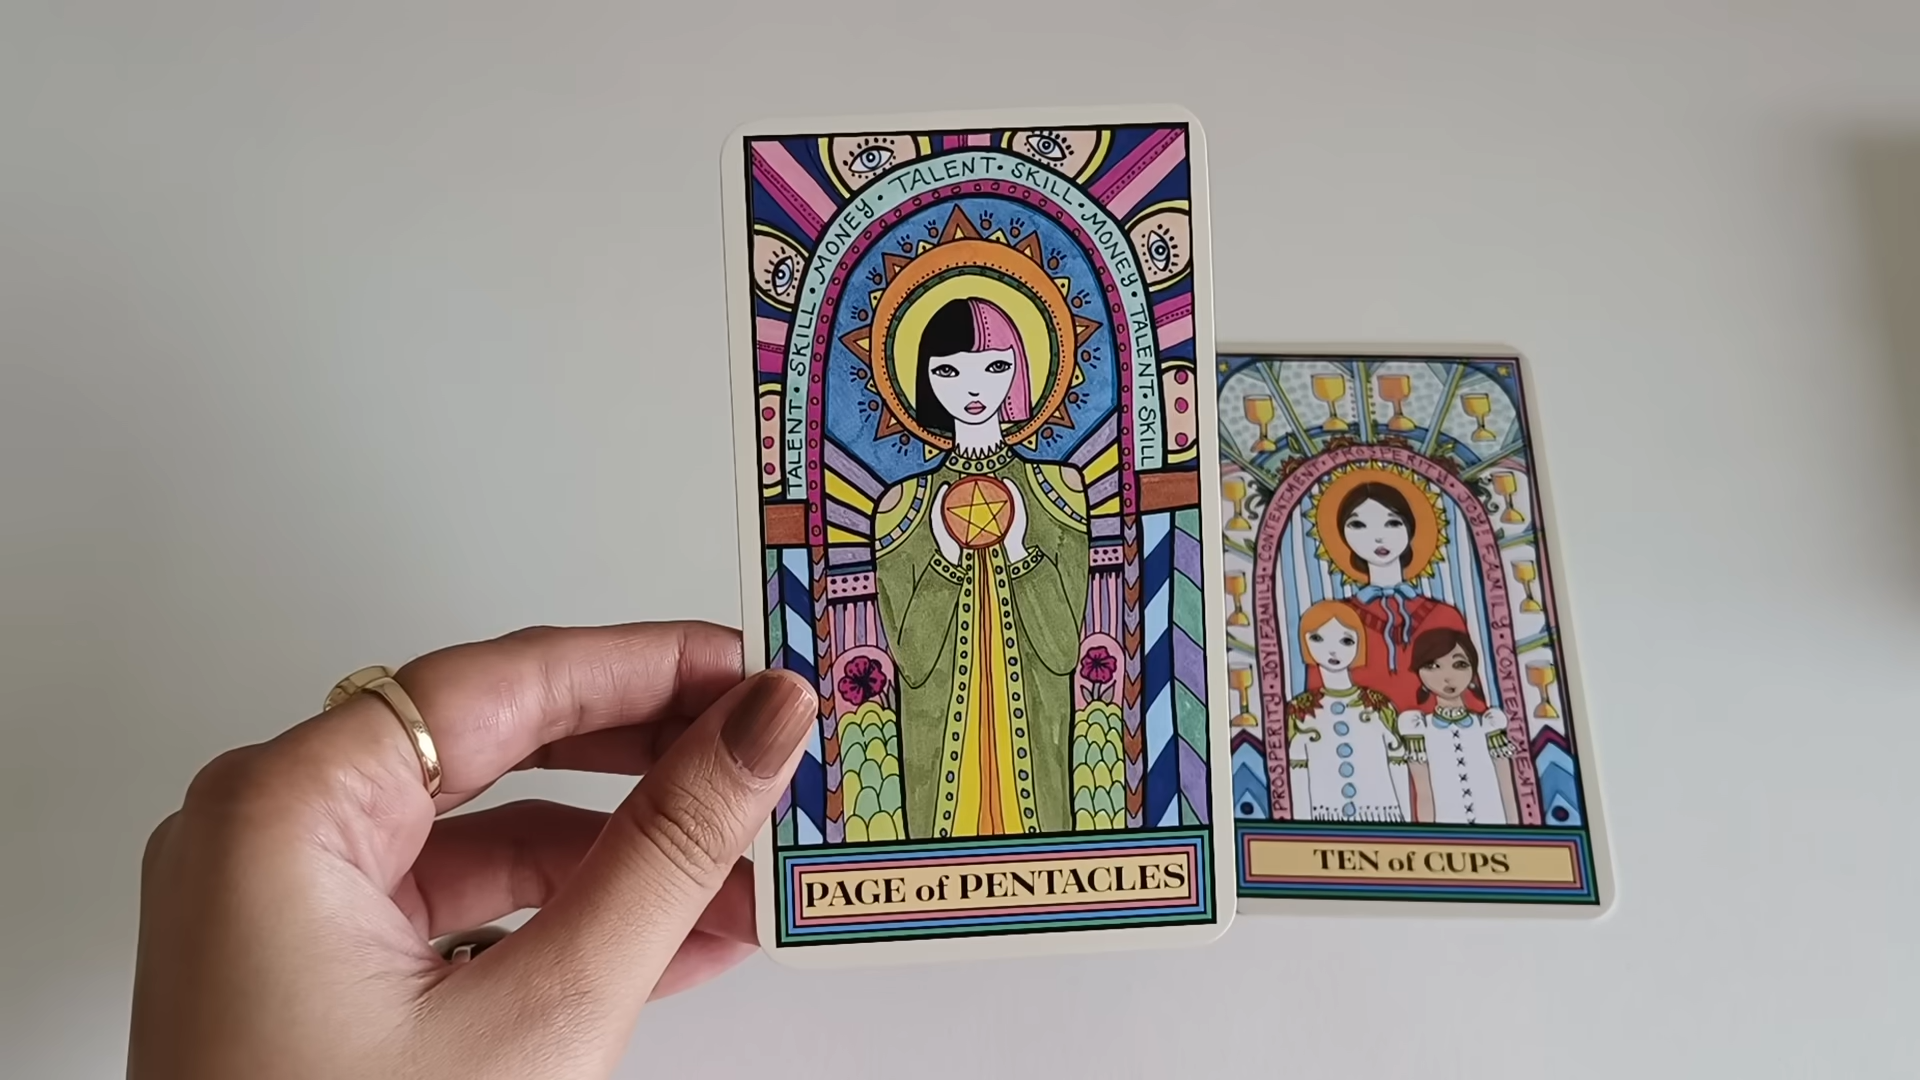 TALENT • SKILL • MONEY • TALENT • SKILL • MONEY • TALENT • SKILL
PAGE of PENTACLES
PROSPERITY • JOY! FAMILY • CONTENTMENT • PROSPERITY • JOY! FAMILY • CONTENTMENT •
TEN of CUPS